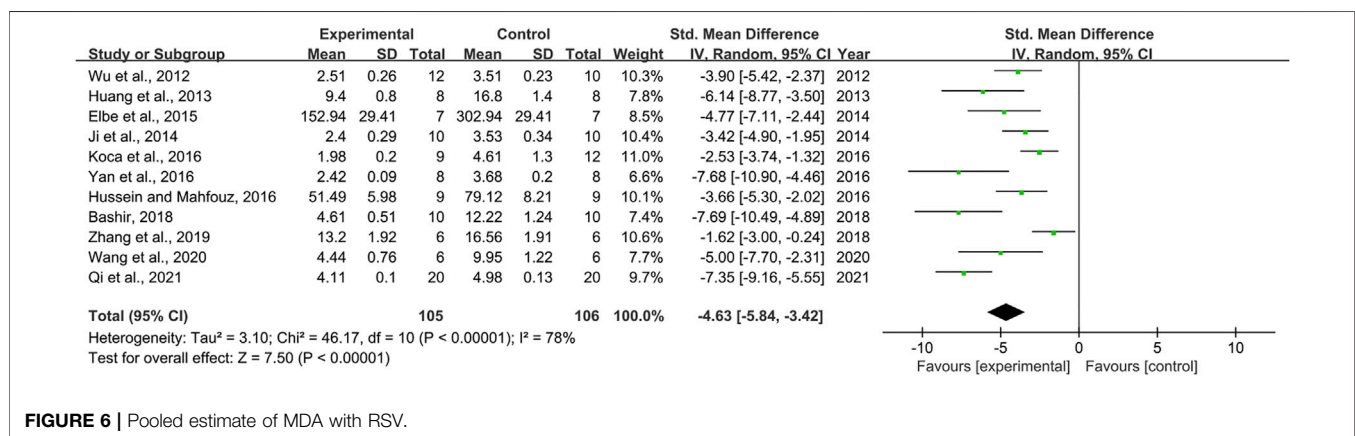 Experimental Control Std. Mean Difference Std. Mean Difference
Study or Subgroup Mean SD Total Mean SD Total Weight IV, Random, 95% CI Year IV, Random, 95% CI
Wu et al., 2012 2.51 0.26 12 3.51 0.23 10 10.3% -3.90 [-5.42, -2.37] 2012
Huang et al., 2013 9.4 0.8 8 16.8 1.4 8 7.8% -6.14 [-8.77, -3.50] 2013
Elbe et al., 2015 152.94 29.41 7 302.94 29.41 7 8.5% -4.77 [-7.11, -2.44] 2014
Ji et al., 2014 2.4 0.29 10 3.53 0.34 10 10.4% -3.42 [-4.90, -1.95] 2014
Koca et al., 2016 1.98 0.2 9 4.61 1.3 12 11.0% -2.53 [-3.74, -1.32] 2016
Yan et al., 2016 2.42 0.09 8 3.68 0.2 8 6.6% -7.68 [-10.90, -4.46] 2016
Hussein and Mahfouz, 2016 51.49 5.98 9 79.12 8.21 9 10.1% -3.66 [-5.30, -2.02] 2016
Bashir, 2018 4.61 0.51 10 12.22 1.24 10 7.4% -7.69 [-10.49, -4.89] 2018
Zhang et al., 2019 13.2 1.92 6 16.56 1.91 6 10.6% -1.62 [-3.00, -0.24] 2018
Wang et al., 2020 4.44 0.76 6 9.95 1.22 6 7.7% -5.00 [-7.70, -2.31] 2020
Qi et al., 2021 4.11 0.1 20 4.98 0.13 20 9.7% -7.35 [-9.16, -5.55] 2021
Total (95% CI) 105 106 100.0% -4.63 [-5.84, -3.42]
Heterogeneity: Tau² = 3.10; Chi² = 46.17, df = 10 (P < 0.00001); I² = 78%
Test for overall effect: Z = 7.50 (P < 0.00001)
-10 -5 0 5 10
Favours [experimental] Favours [control]
FIGURE 6 | Pooled estimate of MDA with RSV.